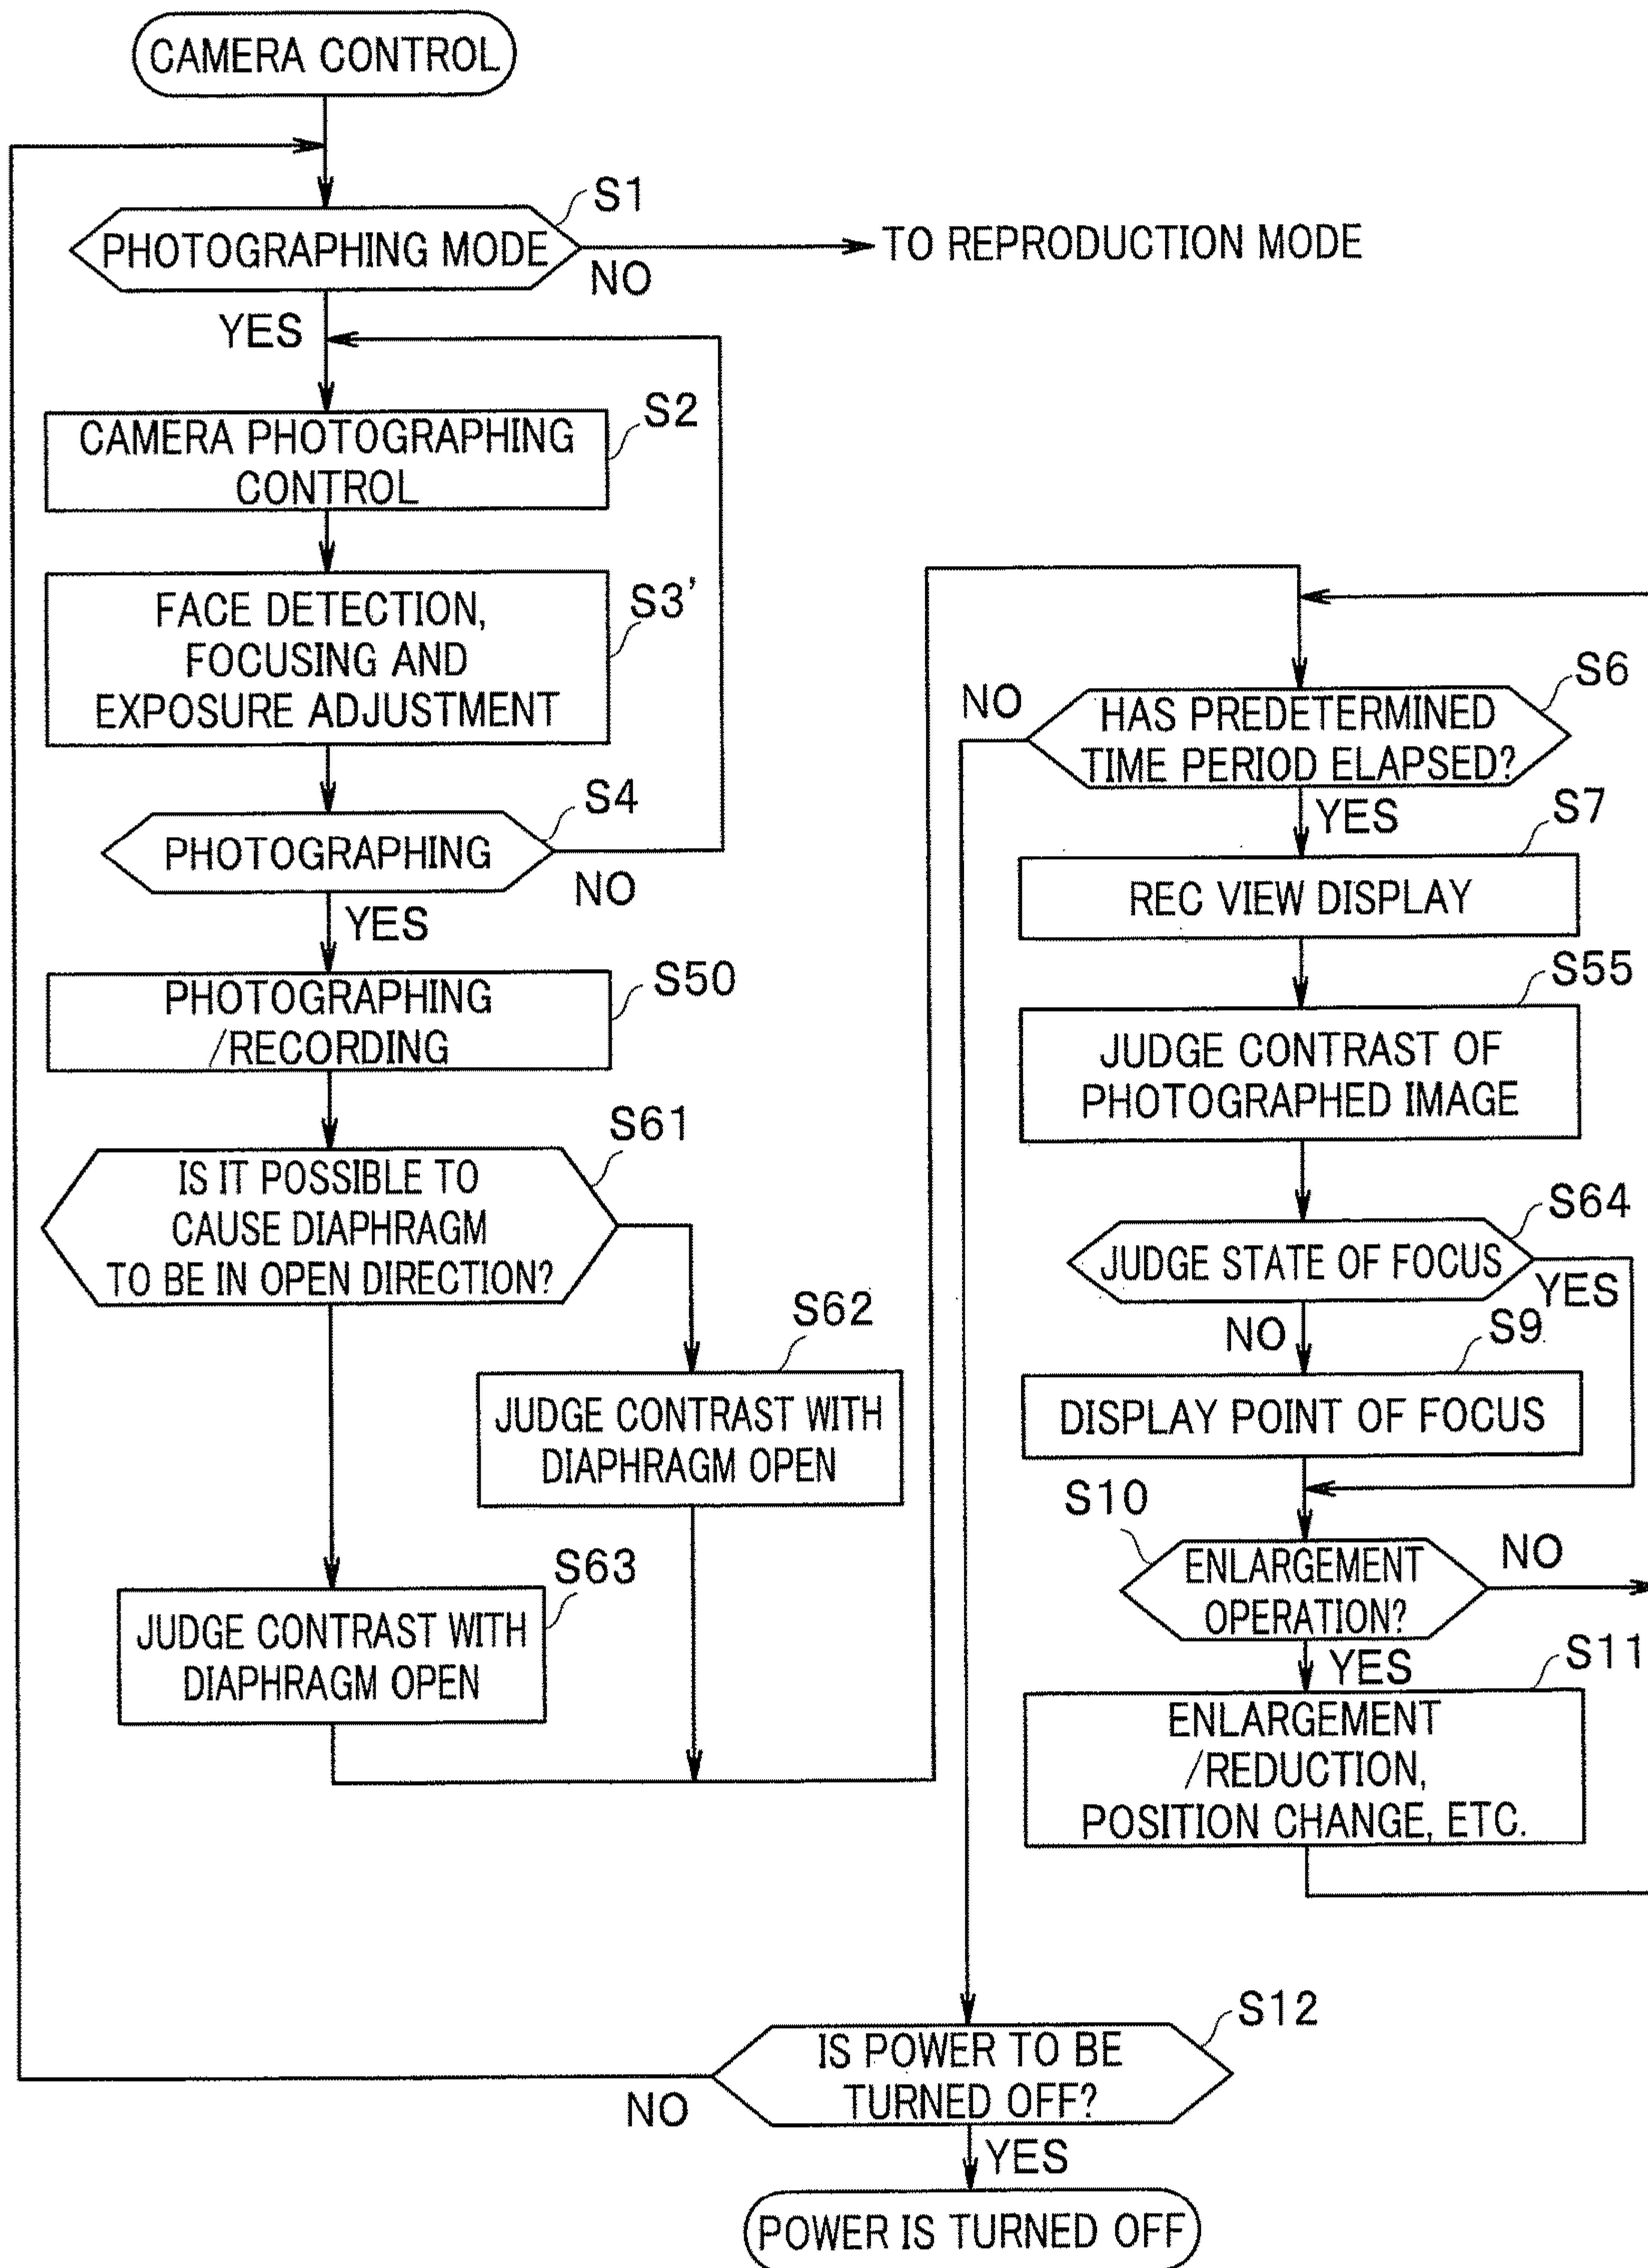 CAMERA CONTROL
S1
PHOTOGRAPHING MODE
NO
TO REPRODUCTION MODE
YES
S2
CAMERA PHOTOGRAPHING
CONTROL
S3'
FACE DETECTION,
FOCUSING AND
EXPOSURE ADJUSTMENT
S4
PHOTOGRAPHING
NO
YES
S50
PHOTOGRAPHING
/RECORDING
S61
IS IT POSSIBLE TO
CAUSE DIAPHRAGM
TO BE IN OPEN DIRECTION?
S62
JUDGE CONTRAST WITH
DIAPHRAGM OPEN
S63
JUDGE CONTRAST WITH
DIAPHRAGM OPEN
S6
NO
HAS PREDETERMINED
TIME PERIOD ELAPSED?
YES
S7
REC VIEW DISPLAY
S55
JUDGE CONTRAST OF
PHOTOGRAPHED IMAGE
S64
JUDGE STATE OF FOCUS
YES
NO
S9
DISPLAY POINT OF FOCUS
S10
ENLARGEMENT
OPERATION?
NO
YES
S11
ENLARGEMENT
/REDUCTION,
POSITION CHANGE, ETC.
S12
IS POWER TO BE
TURNED OFF?
NO
YES
POWER IS TURNED OFF